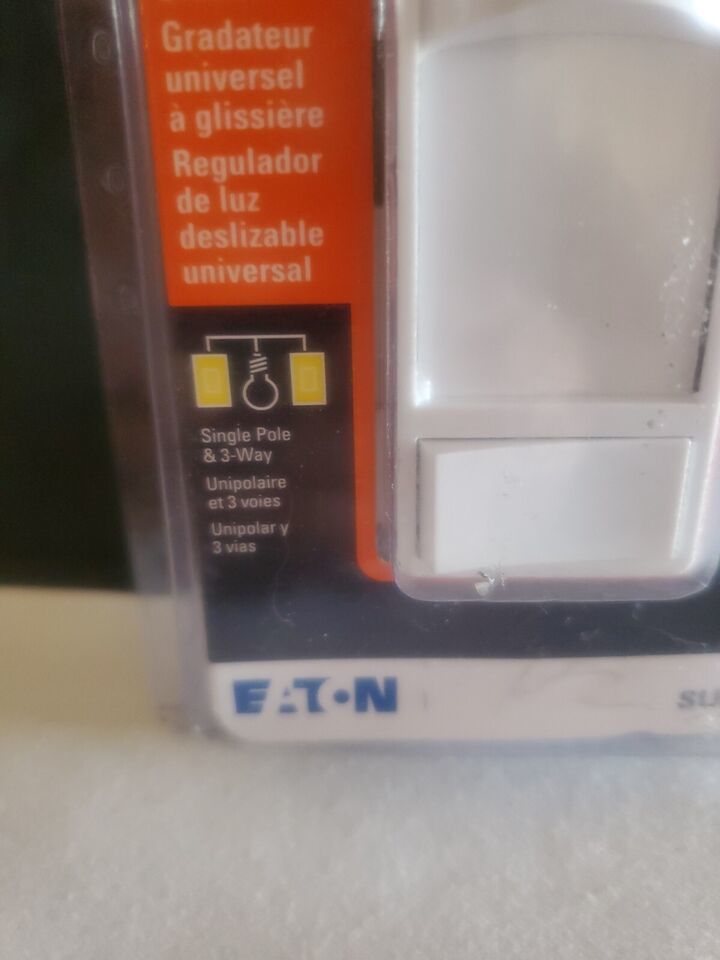 Gradateur
universel
à glissière
Regulador
de luz
deslizable
universal
Single Pole
& 3-Way
Unipolaire
et 3 voies
Unipolar y
3 vias
EATON